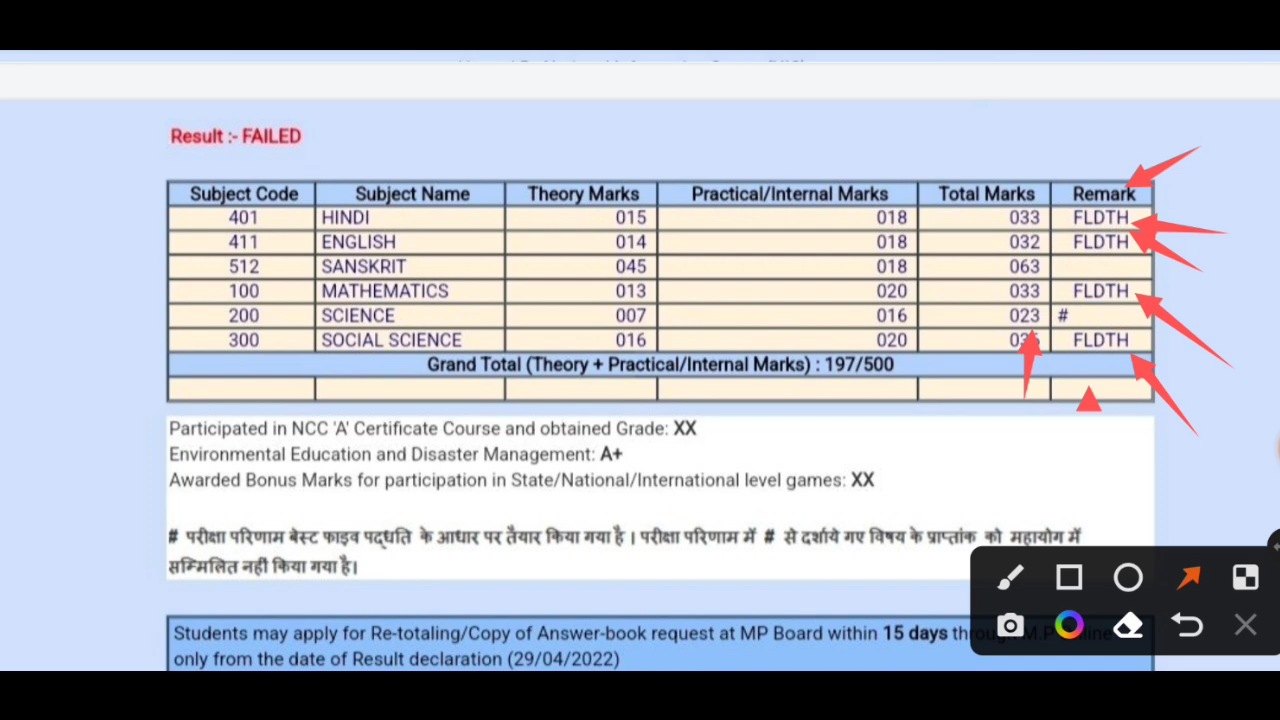 Result :- FAILED
Subject Code Subject Name Theory Marks Practical/Internal Marks Total Marks Remark
401 HINDI 015 018 033 FLDTH
411 ENGLISH 014 018 032 FLDTH
512 SANSKRIT 045 018 063
100 MATHEMATICS 013 020 033 FLDTH
200 SCIENCE 007 016 023 #
300 SOCIAL SCIENCE 016 020 FLDTH
Grand Total (Theory + Practical/Internal Marks) : 197/500
Participated in NCC 'A' Certificate Course and obtained Grade: XX
Environmental Education and Disaster Management: A+
Awarded Bonus Marks for participation in State/National/International level games: XX
# परीक्षा परिणाम बेस्ट फाइव पद्धति के आधार पर तैयार किया गया है। परीक्षा परिणाम में # से दर्शाये गए विषय के प्राप्तांक को महायोग में
सम्मिलित नहीं किया गया है।
Students may apply for Re-totaling/Copy of Answer-book request at MP Board within 15 days
only from the date of Result declaration (29/04/2022)